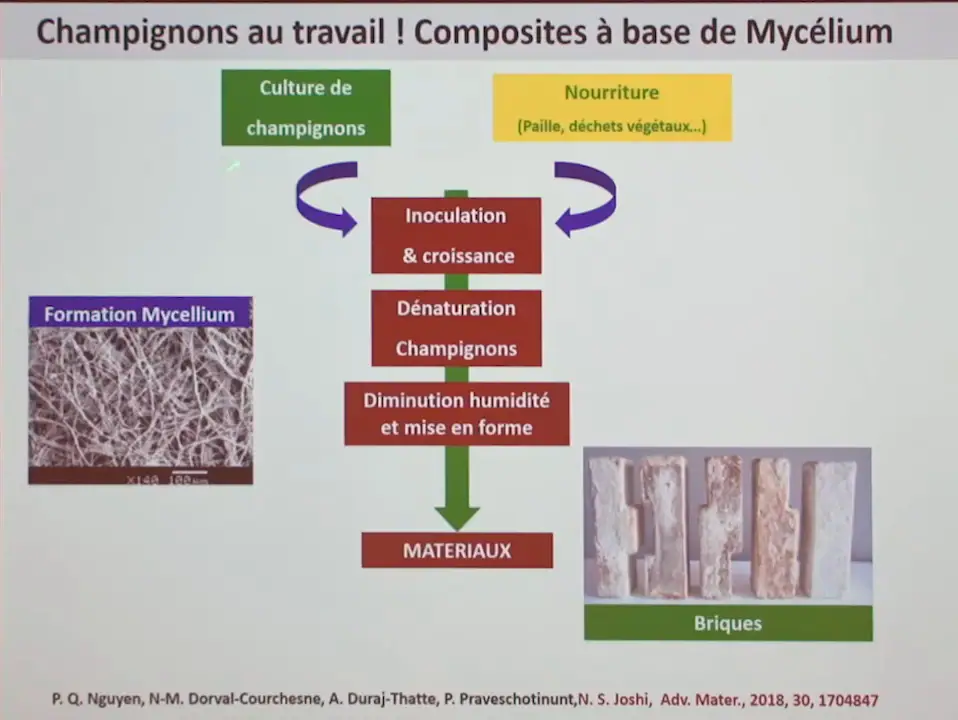 Champignons au travail ! Composites à base de Mycélium
Culture de
champignons
Nourriture
(Paille, déchets végétaux...)
Inoculation
& croissance
Formation Mycellium
Dénaturation
Champignons
Diminution humidité
et mise en forme
X140 100µm
MATERIAUX
Briques
P. Q. Nguyen, N-M. Dorval-Courchesne, A. Duraj-Thatte, P. Praveschotinunt,N. S. Joshi, Adv. Mater., 2018, 30, 1704847